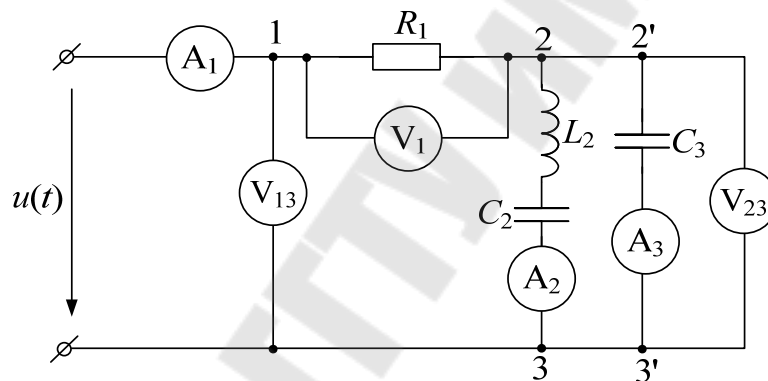 1
R₁
2
2'
A₁
V₁
L₂
C₃
u(t)
V₁₃
C₂
V₂₃
A₃
A₂
3
3'